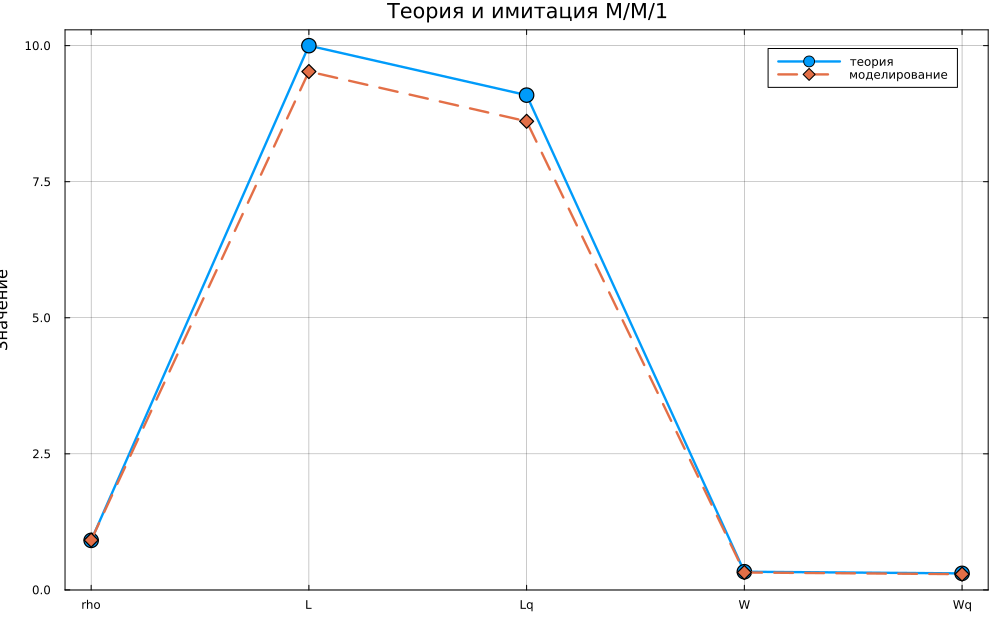 Теория и имитация M/M/1
теория
моделирование
10.0
7.5
5.0
2.5
0.0
Значение
rho L Lq W Wq